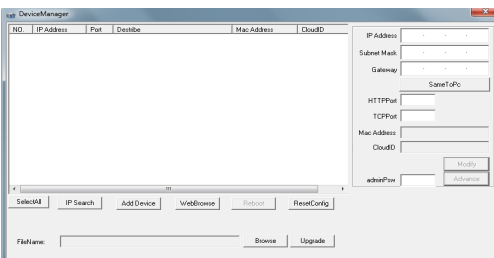 DeviceManager
NO. IP Address Port Destribe Mac Address CloudID
IP Address
Subnet Mask
Gateway
SameToPc
HTTPPort
TCPPort
Mac Address
CloudID
Modify
adminPsw Advance
SelectAll IP Search Add Device WebBrowse Reboot ResetConfig
FileName: Browse Upgrade